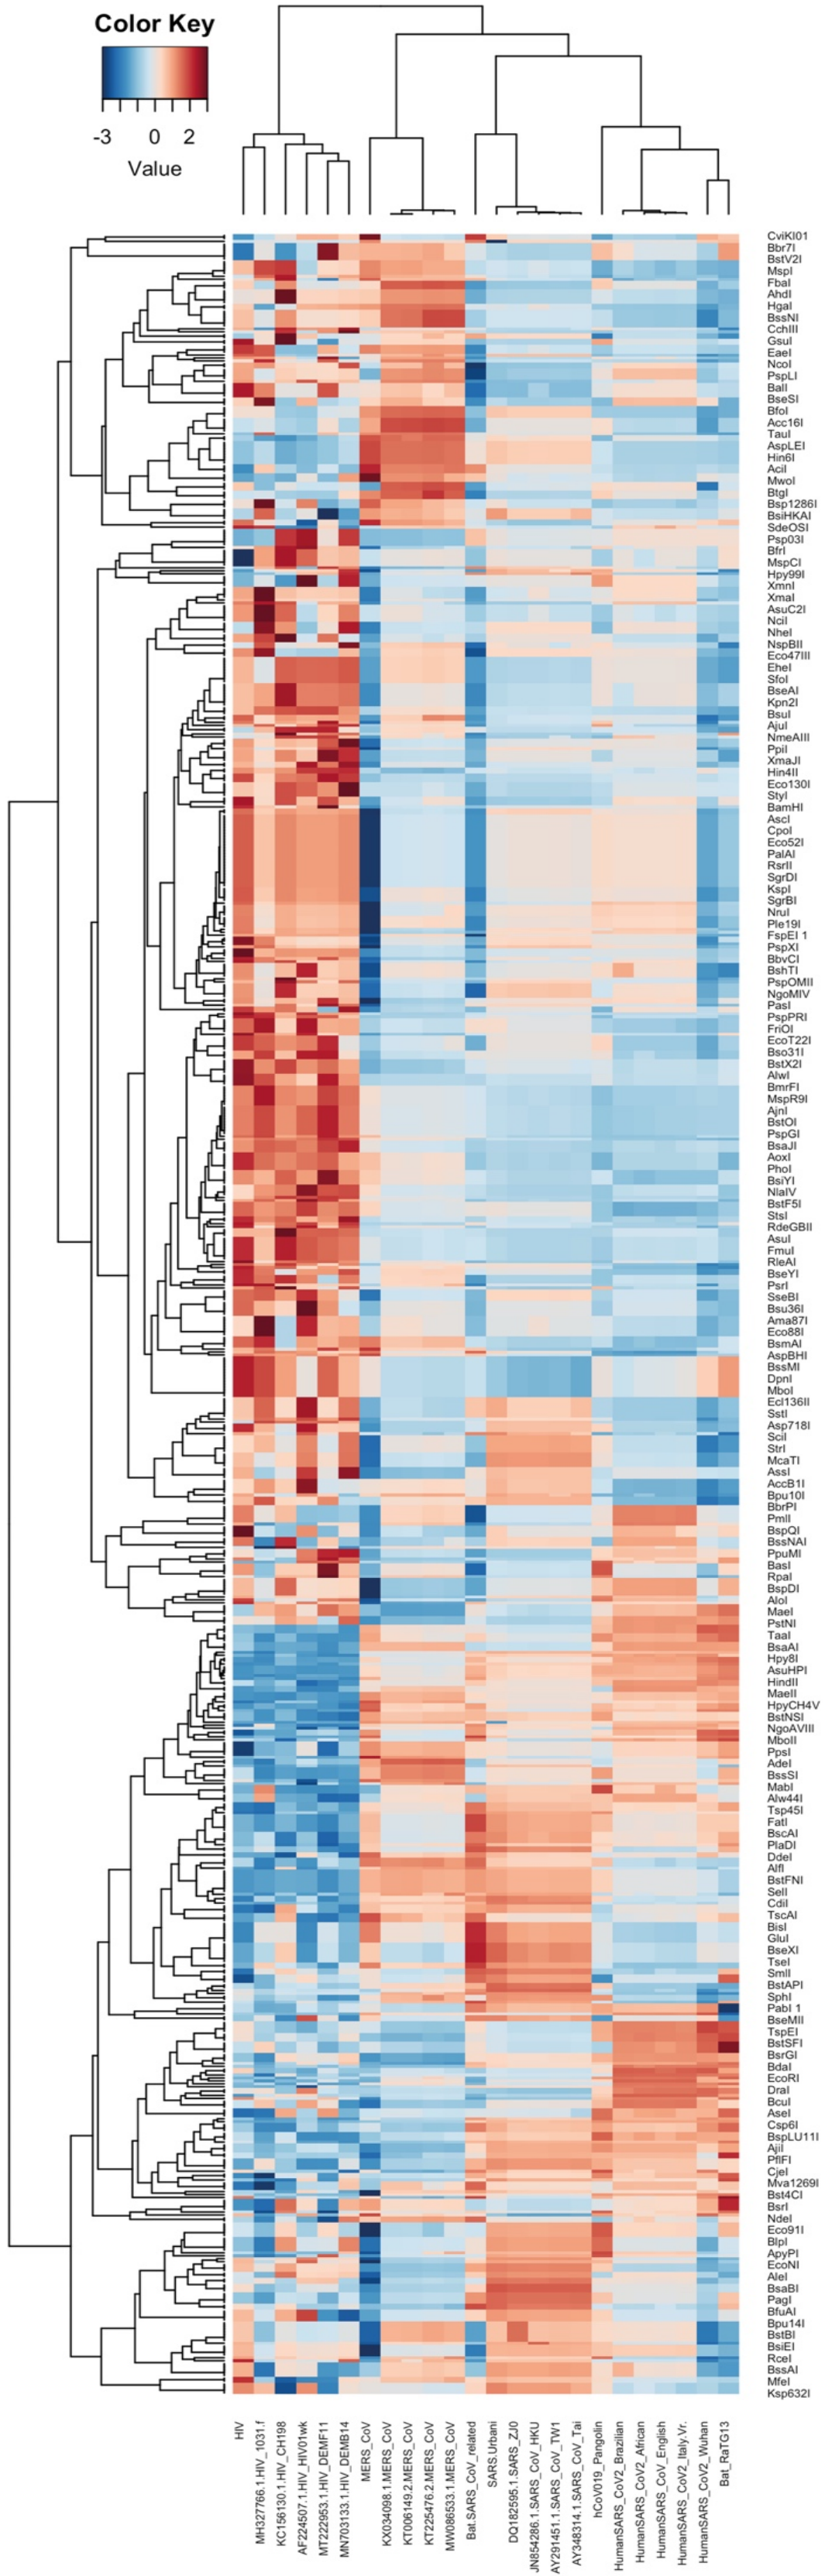 Color Key
-3 0 2
Value
CviKI01
Bbr7I
BstV2I
MspI
FbaI
AhdI
HgaI
BssNI
CchIII
GsuI
EaeI
NcoI
PspLI
BalI
BseSI
BfoI
Acc16I
TauI
AspLEI
Hin6I
AciI
MwoI
BtgI
Bsp1286I
BsiHKAI
SdeOSI
Psp03I
BfrI
MspCI
Hpy99I
XmnI
XmaI
AsuC2I
NciI
NheI
NspBII
Eco47III
EheI
SfoI
BseAI
Kpn2I
BsuI
AjuI
NmeAIII
PpiI
XmaJI
Hin4II
Eco130I
StyI
BamHI
AscI
CpoI
Eco52I
PalAI
RsrII
SgrDI
KspI
SgrBI
NruI
Ple19I
FspEI 1
PspXI
BbvCI
BshTI
PspOMII
NgoMIV
PasI
PspPRI
FriOI
EcoT22I
Bso31I
BstX2I
AlwI
BmrFI
MspR9I
AjnI
BstOI
PspGI
BsaJI
AoxI
PhoI
BsiYI
NlaIV
BstF5I
StsI
RdeGBII
AsuI
FmuI
RleAI
BseYI
PsrI
SseBI
Bsu36I
Ama87I
Eco88I
BsmAI
AspBHI
BssMI
DpnI
MboI
Ecl136II
SstI
Asp718I
SciI
StrI
McaTI
AssI
AccB1I
Bpu10I
BbrPI
PmlI
BspQI
BssNAI
PpuMI
BasI
RpaI
BspDI
AloI
MaeI
PstNI
TaaI
BsaAI
Hpy8I
AsuHPI
HindII
MaeII
HpyCH4V
BstNSI
NgoAVIII
MboII
PpsI
AdeI
BssSI
MabI
Alw44I
Tsp45I
FatI
BscAI
PlaDI
DdeI
AlfI
BstFNI
SelI
CdiI
TscAI
BisI
GluI
BseXI
TseI
SmlI
BstAPI
SphI
PabI 1
BseMII
TspEI
BstSFI
BsrGI
BdaI
EcoRI
DraI
BcuI
AseI
Csp6I
BspLU11I
AjiI
PflFI
CjeI
Mva1269I
Bst4CI
BsrI
NdeI
Eco91I
BlpI
ApyPI
EcoNI
AleI
BsaBI
PagI
BfuAI
Bpu14I
BstBI
BsiEI
RceI
BssAI
MfeI
Ksp632I
HIV
MH327766.1.HIV_1031.f
KC156130.1.HIV_CH198
AF224507.1.HIV_HIV01wk
MT222953.1.HIV_DEMF11
MN703133.1.HIV_DEMB14
MERS_CoV
KX034098.1.MERS_CoV
KT006149.2.MERS_CoV
KT225476.2.MERS_CoV
MW086533.1.MERS_CoV
Bat.SARS_CoV_related
SARS.Urbani
DQ182595.1.SARS_ZJ0
JN854286.1.SARS_CoV_HKU
AY291451.1.SARS_CoV_TW1
AY348314.1.SARS_CoV_Tai
hCoV019_Pangolin
HumanSARS_CoV2_Brazilian
HumanSARS_CoV2_African
HumanSARS_CoV_English
HumanSARS_CoV2_Italy.Vr.
HumanSARS_CoV2_Wuhan
Bat_RaTG13